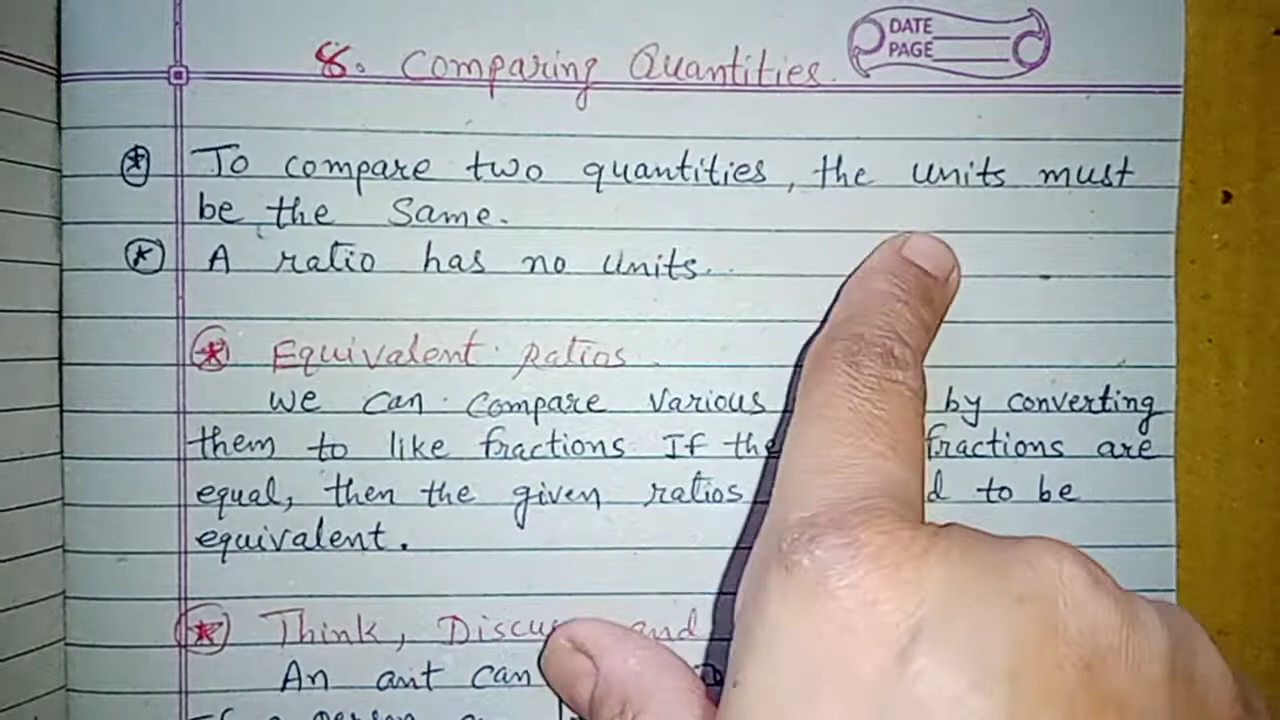 DATE
PAGE
8. Comparing Quantities.
To compare two quantities, the units must
be the same.
A ratio has no units.
Equivalent Ratios
We can compare various by converting
them to like fractions. If the fractions are
equal, then the given ratios to be
equivalent.
Think, Discuss and
An ant can